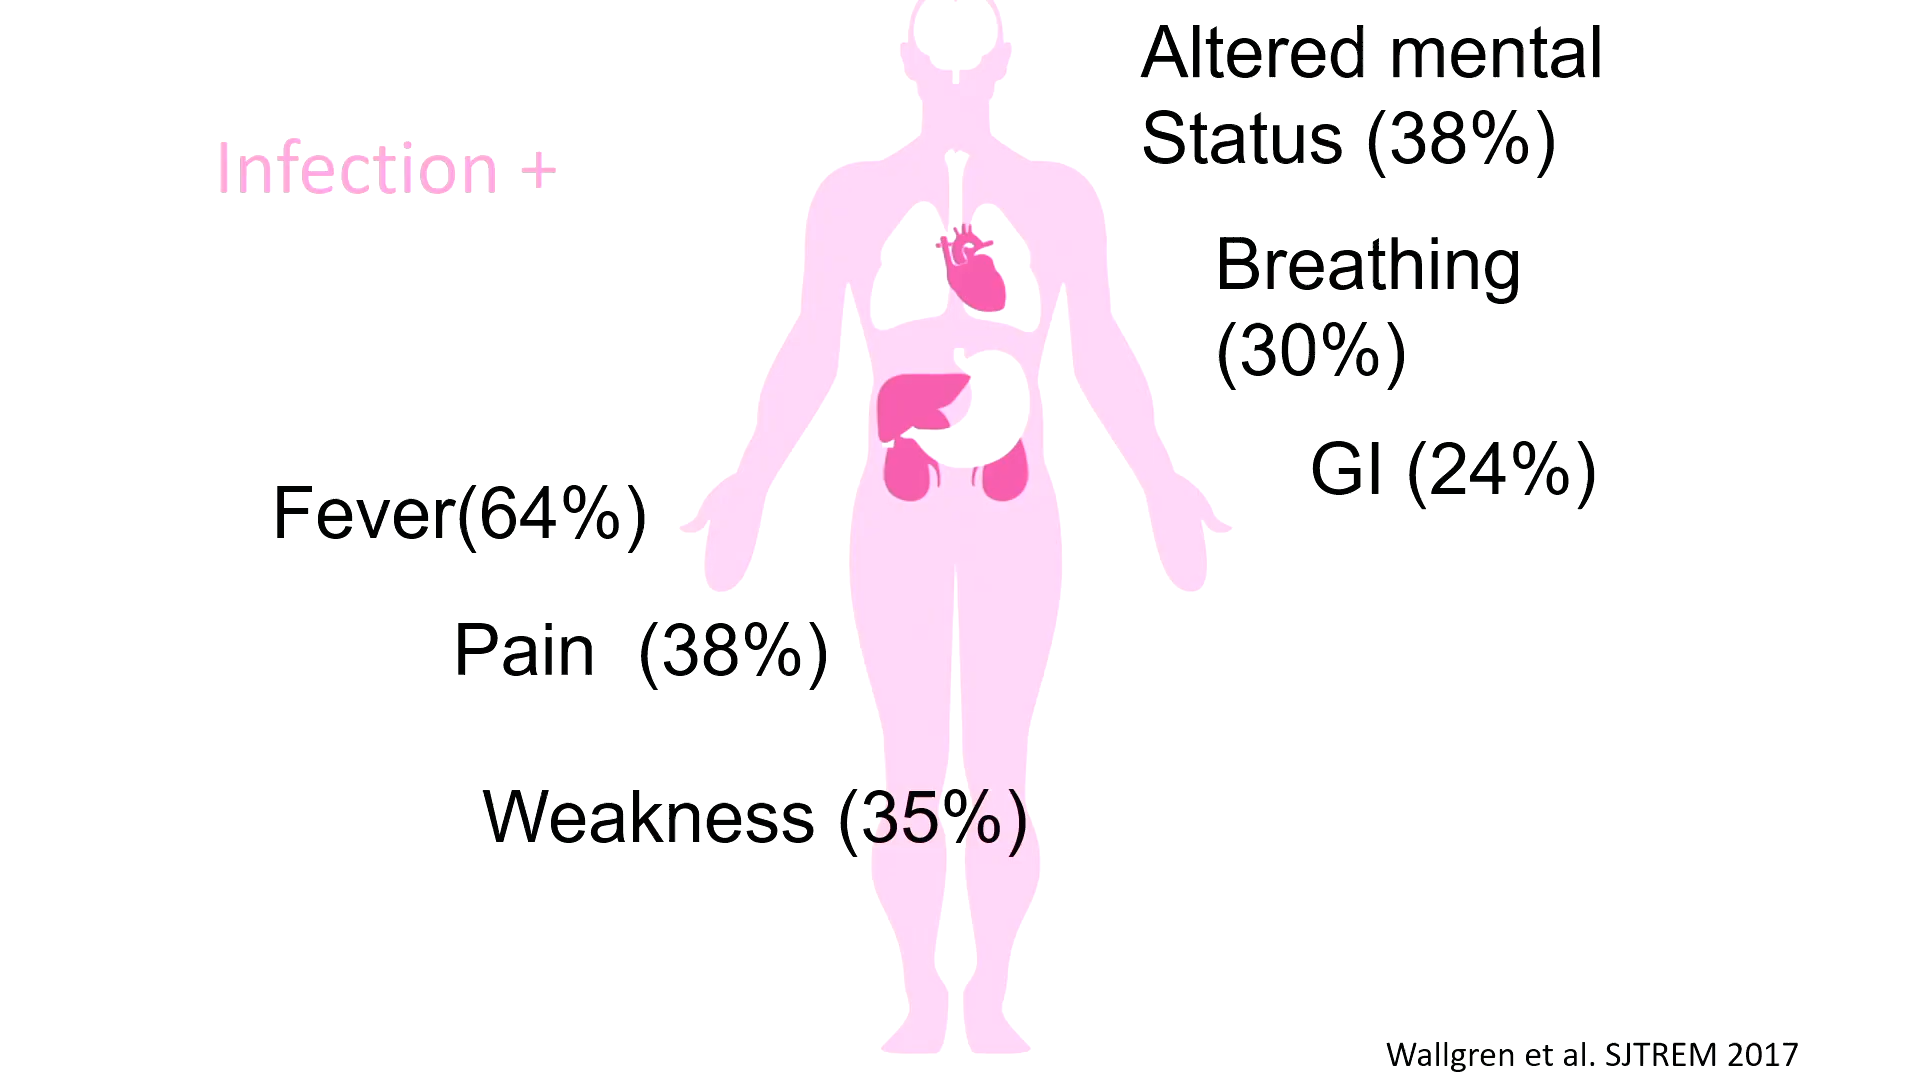 Infection +
Altered mental
Status (38%)
Breathing
(30%)
GI (24%)
Fever(64%)
Pain  (38%)
Weakness (35%)
Wallgren et al. SJTREM 2017